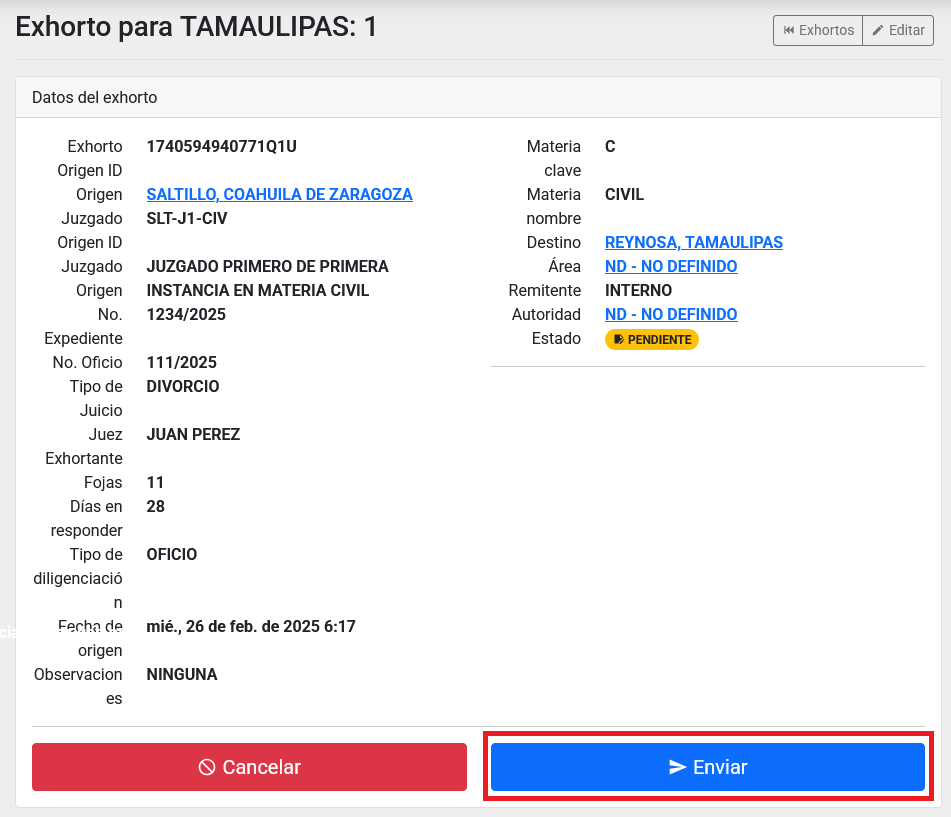 Exhorto para TAMAULIPAS: 1
Exhortos
Editar
Datos del exhorto
Exhorto 1740594940771Q1U
Origen ID
Origen SALTILLO, COAHUILA DE ZARAGOZA
Juzgado SLT-J1-CIV
Origen ID
Juzgado JUZGADO PRIMERO DE PRIMERA
Origen INSTANCIA EN MATERIA CIVIL
No. 1234/2025
Expediente
No. Oficio 111/2025
Tipo de DIVORCIO
Juicio
Juez JUAN PEREZ
Exhortante
Fojas 11
Días en 28
responder
Tipo de OFICIO
diligenciació
n
Fecha de mié., 26 de feb. de 2025 6:17
origen
Observacion NINGUNA
es
Materia C
clave
Materia CIVIL
nombre
Destino REYNOSA, TAMAULIPAS
Área ND - NO DEFINIDO
Remitente INTERNO
Autoridad ND - NO DEFINIDO
Estado PENDIENTE
Cancelar
Enviar